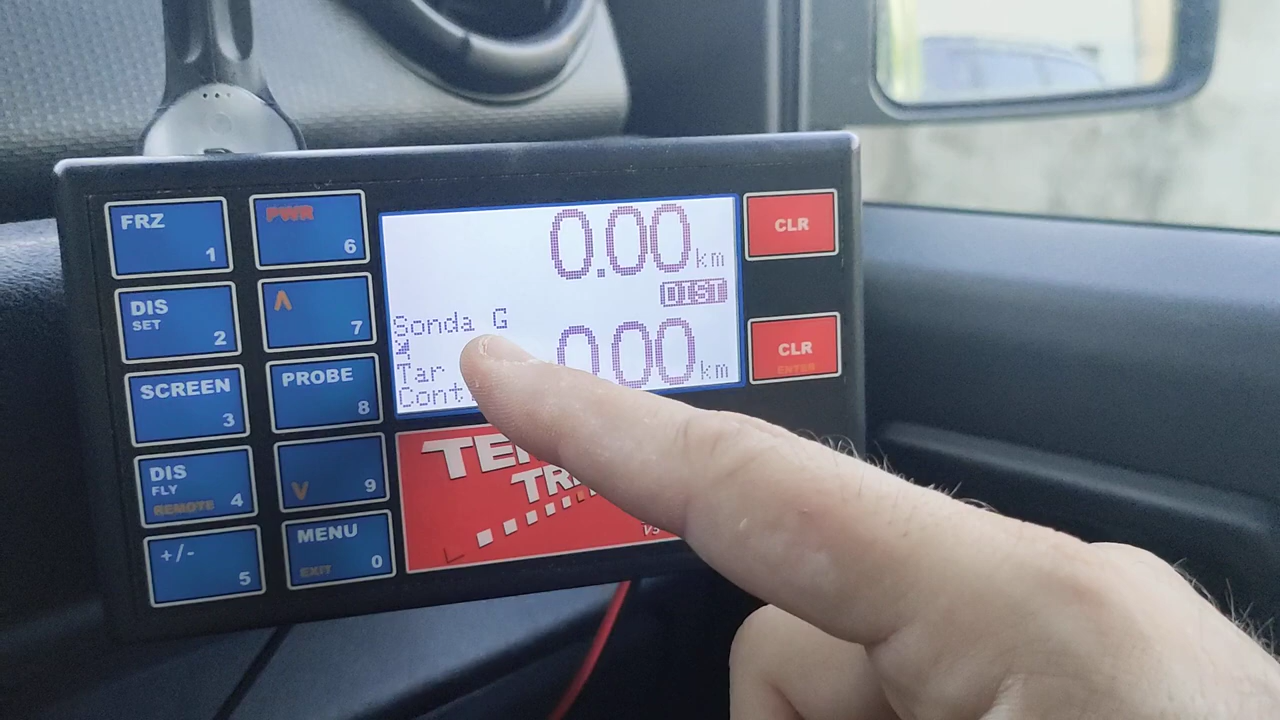 FRZ
1
PWR
6
DIS
SET
2
Λ
7
SCREEN
3
PROBE
8
DIS
FLY
REMOTE
4
V
9
+/-
5
MENU
EXIT
0
0.00 km
DIST
Sonda G
Tar
Cont
0.00 km
CLR
CLR
ENTER